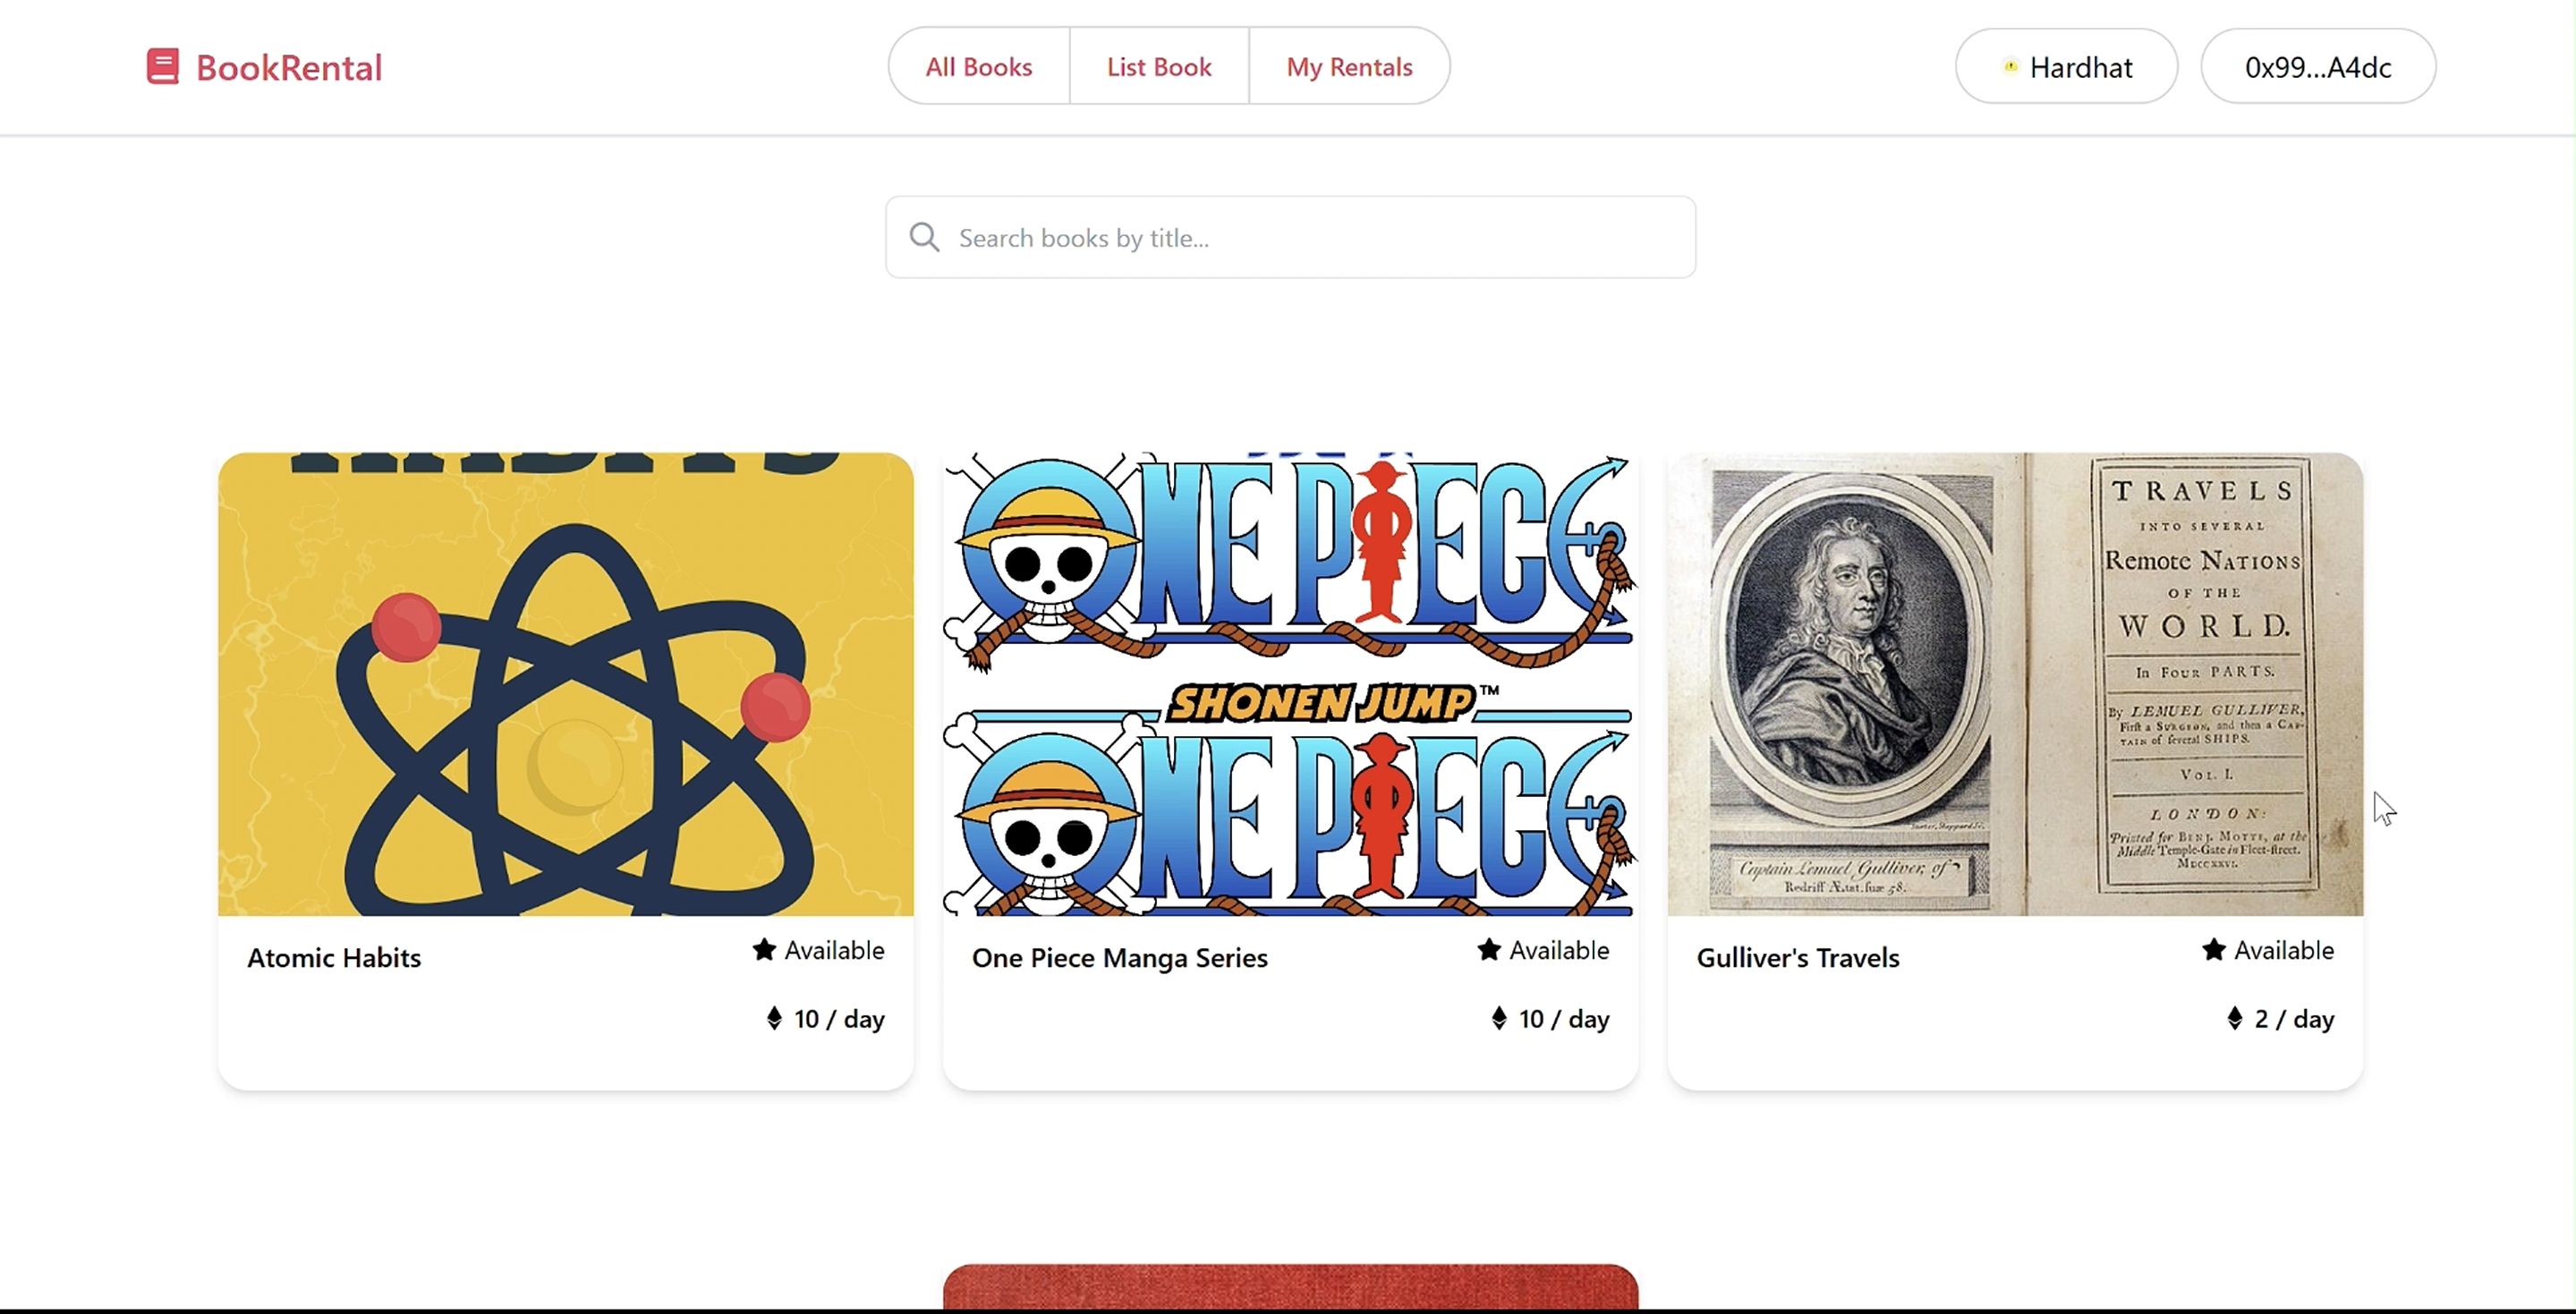 BookRental
All Books
List Book
My Rentals
Hardhat
0x99...A4dc
Search books by title...
HABITS
ONE PIECE
SHONEN JUMP™
ONE PIECE
TRAVELS
INTO SEVERAL
Remote NATIONS
OF THE
WORLD.
In Four PARTS.
By LEMUEL GULLIVER,
First a SURGEON, and then a CAP-
TAIN of several SHIPS.
VOL. I.
LONDON:
Printed for BENJ. MOTTE, at the
Middle Temple-Gate in Fleet-street.
MDCCXXVI.
Captain Lemuel Gulliver, of
Redriff Ætat. suæ 58.
Atomic Habits
Available
10 / day
One Piece Manga Series
Available
10 / day
Gulliver's Travels
Available
2 / day